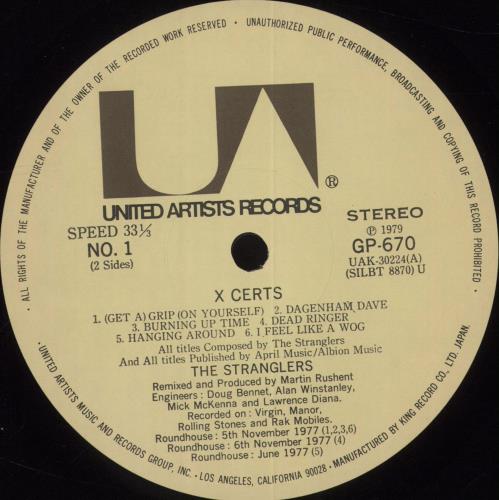 ALL RIGHTS OF THE MANUFACTURER AND OF THE OWNER OF THE RECORDED WORK RESERVED · UNAUTHORIZED PUBLIC PERFORMANCE, BROADCASTING AND COPYING OF THIS RECORD PROHIBITED ·
UA®
UNITED ARTISTS RECORDS
SPEED 33⅓
NO. 1
(2 Sides)
STEREO
Ⓟ 1979
GP-670
UAK-30224(A)
(SILBT 8870) U
X CERTS
1. (GET A) GRIP (ON YOURSELF) 2. DAGENHAM DAVE
3. BURNING UP TIME 4. DEAD RINGER
5. HANGING AROUND 6. I FEEL LIKE A WOG
All titles Composed by The Stranglers
And All titles Published by April Music/Albion Music
THE STRANGLERS
Remixed and Produced by Martin Rushent
Engineers : Doug Bennet, Alan Winstanley,
Mick McKenna and Lawrence Diana.
Recorded on : Virgin, Manor,
Rolling Stones and Rak Mobiles.
Roundhouse : 5th November 1977 (1,2,3,6)
Roundhouse : 6th November 1977 (4)
Roundhouse : June 1977 (5)
· UNITED ARTISTS MUSIC AND RECORDS GROUP, INC. · LOS ANGELES, CALIFORNIA 90028 · MANUFACTURED BY KING RECORD CO., LTD. JAPAN.